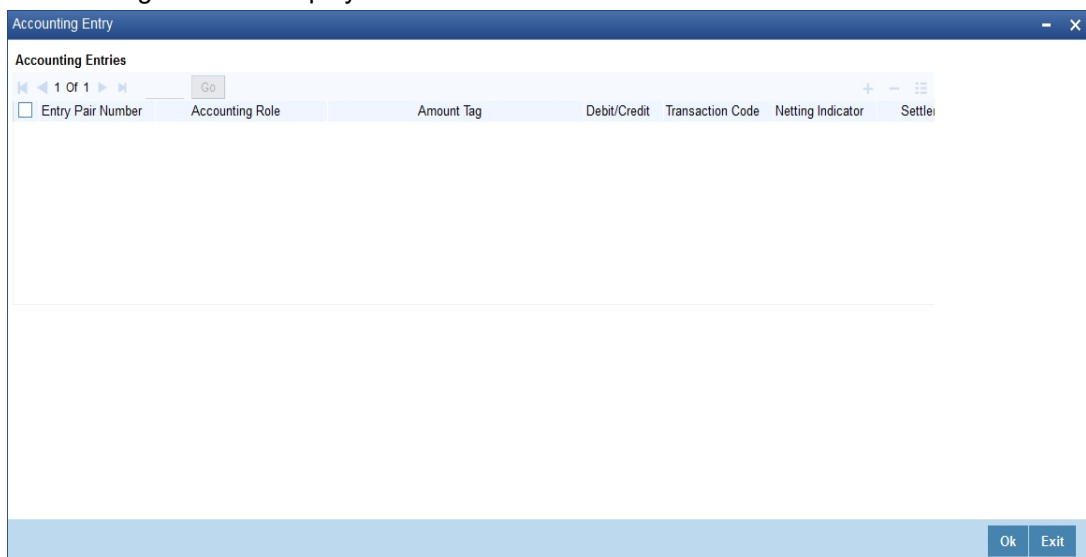 Accounting Entry
Accounting Entries
1 Of 1 Go
Entry Pair Number Accounting Role Amount Tag Debit/Credit Transaction Code Netting Indicator
Ok Exit